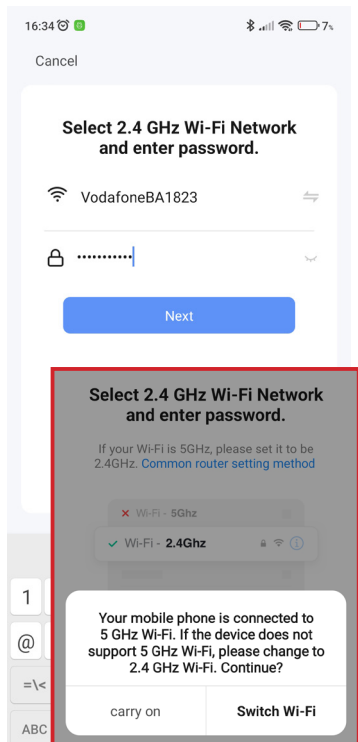 16:34
7%
Cancel
Select 2.4 GHz Wi-Fi Network
and enter password.
VodafoneBA1823
•••••••••••
Next
Select 2.4 GHz Wi-Fi Network
and enter password.
If your Wi-Fi is 5GHz, please set it to be
2.4GHz. Common router setting method
Wi-Fi - 5Ghz
Wi-Fi - 2.4Ghz
1
@
=\<
ABC
Your mobile phone is connected to
5 GHz Wi-Fi. If the device does not
support 5 GHz Wi-Fi, please change to
2.4 GHz Wi-Fi. Continue?
carry on
Switch Wi-Fi